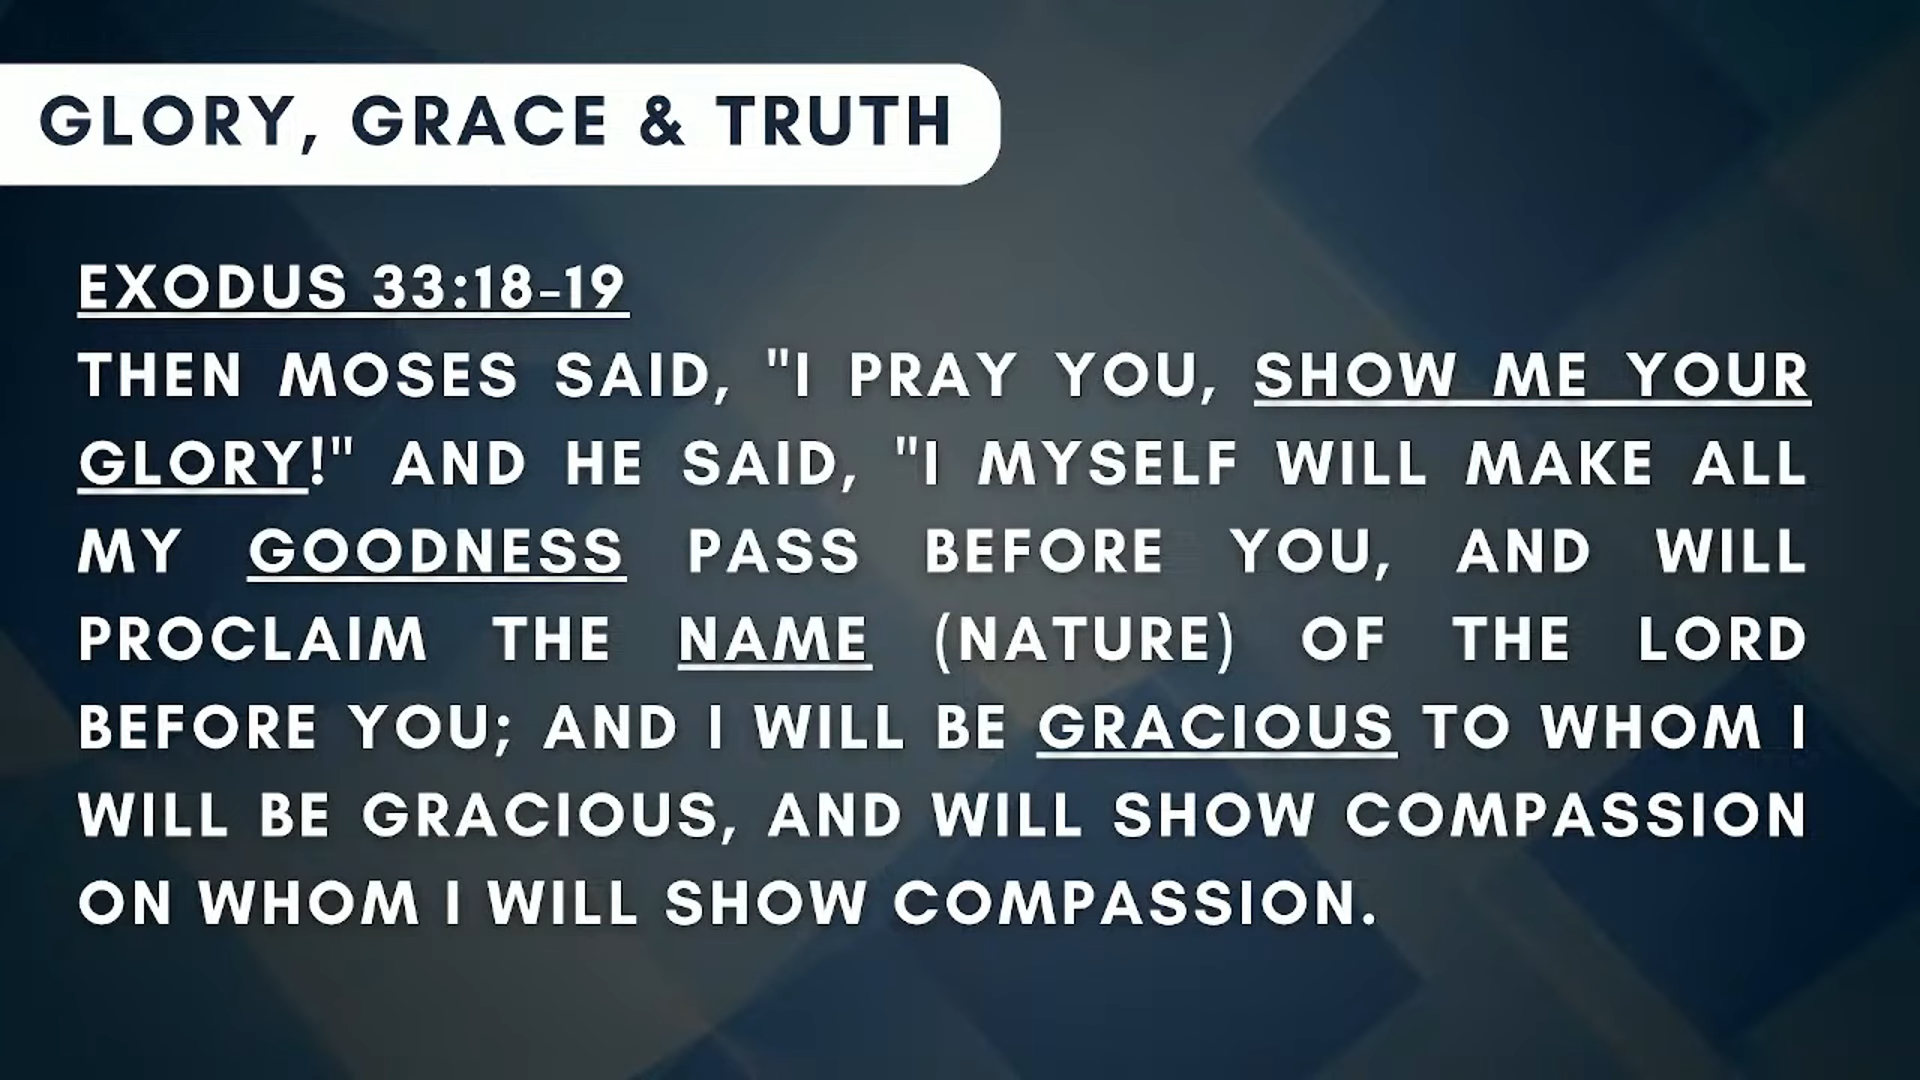 GLORY, GRACE & TRUTH
EXODUS 33:18-19
THEN MOSES SAID, "I PRAY YOU, SHOW ME YOUR
GLORY!" AND HE SAID, "I MYSELF WILL MAKE ALL
MY GOODNESS PASS BEFORE YOU, AND WILL
PROCLAIM THE NAME (NATURE) OF THE LORD
BEFORE YOU; AND I WILL BE GRACIOUS TO WHOM I
WILL BE GRACIOUS, AND WILL SHOW COMPASSION
ON WHOM I WILL SHOW COMPASSION.